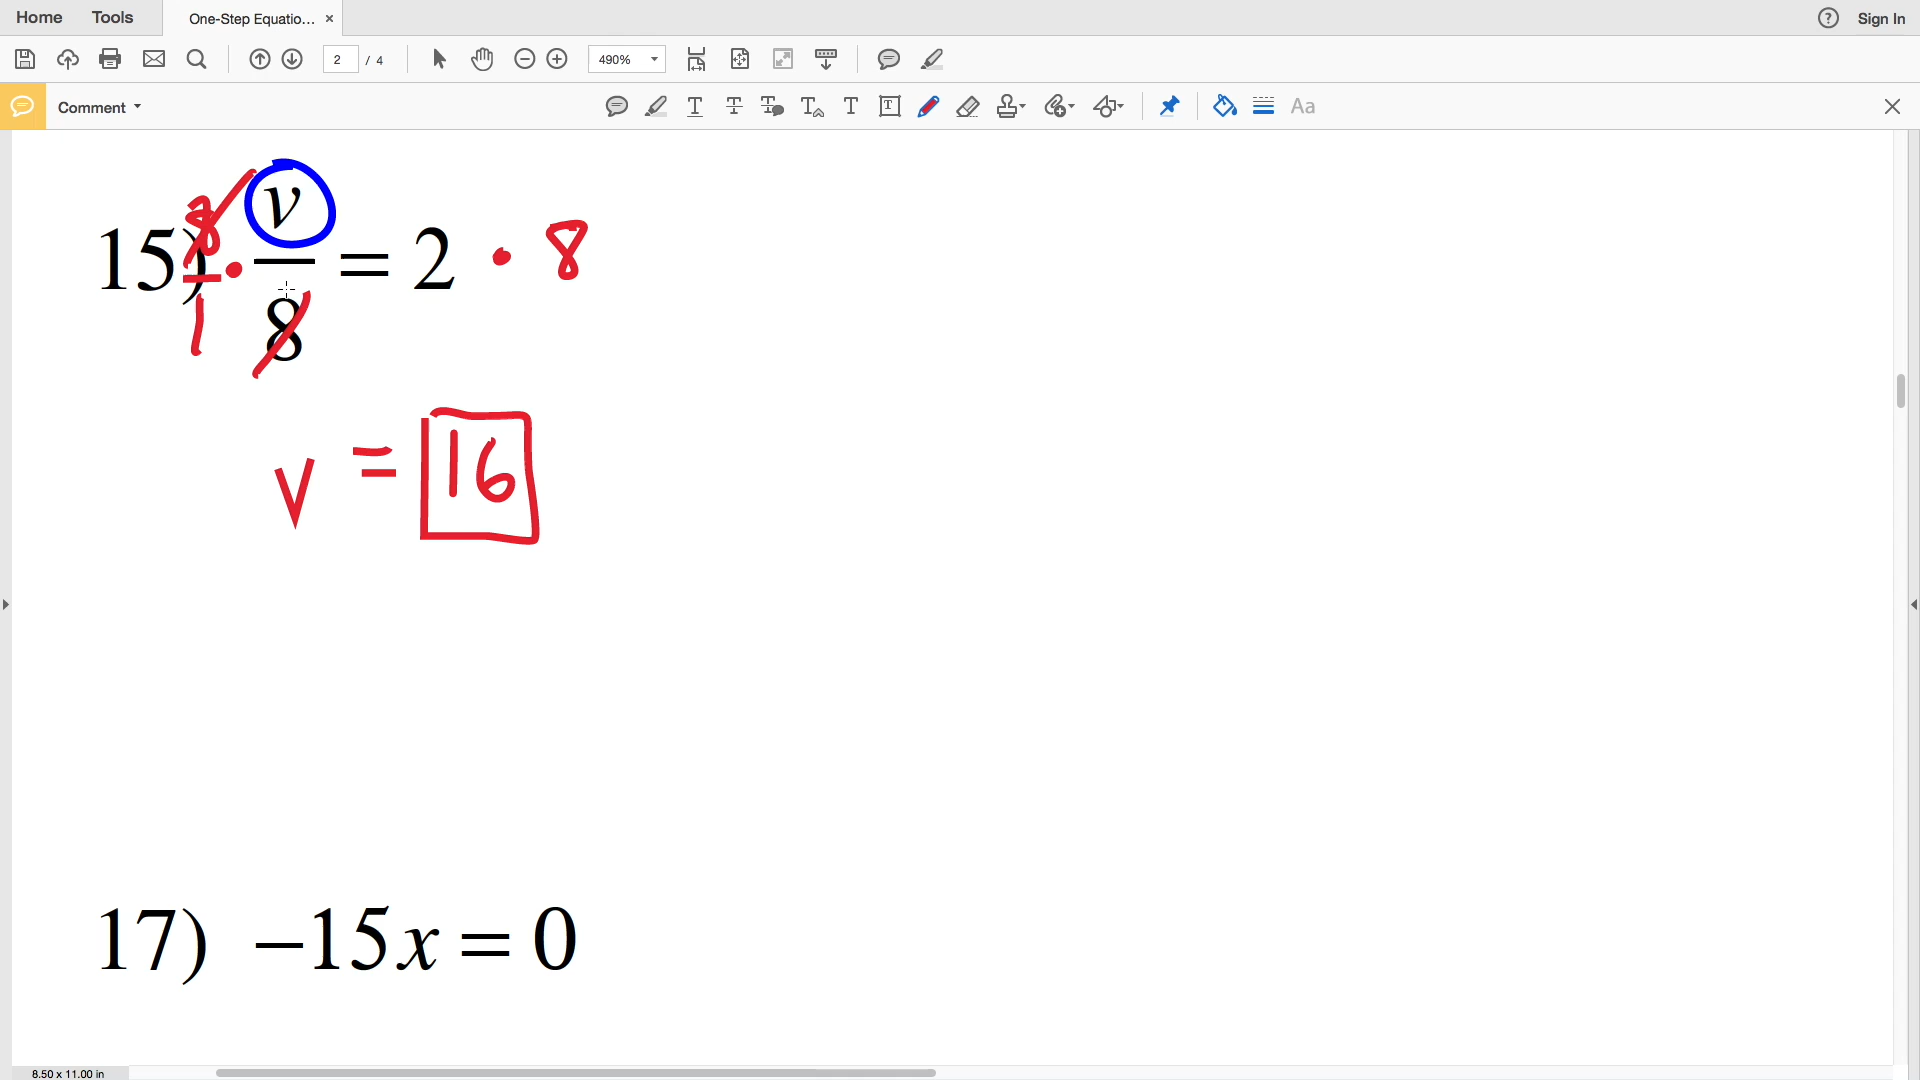 Home Tools One-Step Equatio... × ? Sign In
2 / 4 490%
Comment T T T T T T Aa
15) 8/1 • v/8 = 2 • 8
v = 16
17) −15x = 0
8.50 x 11.00 in